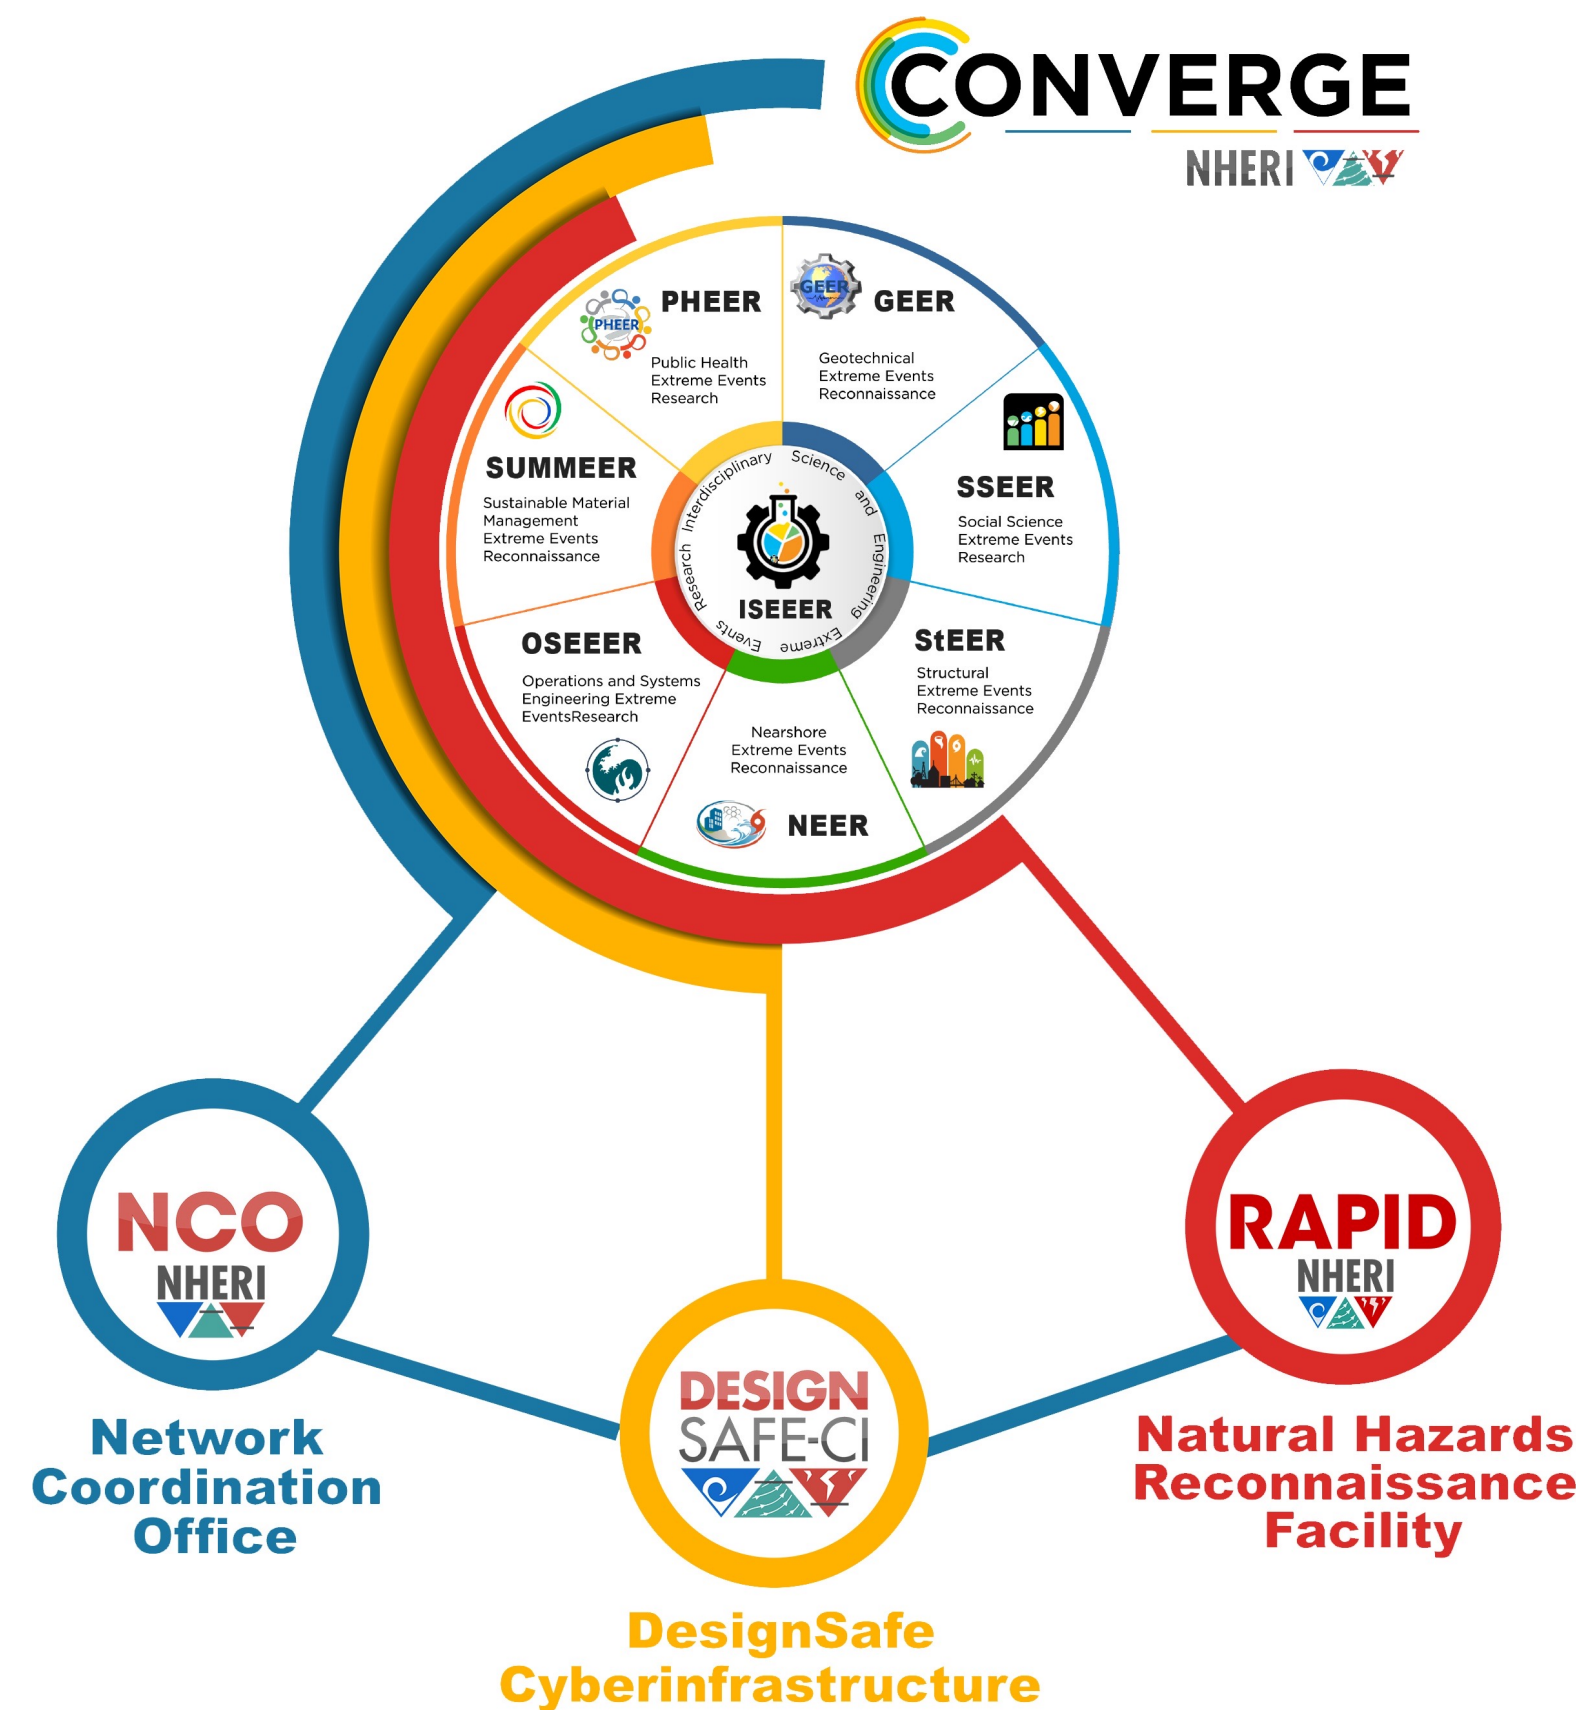 CONVERGE
NHERI
PHEER
PHEER
Public Health
Extreme Events
Research
GEER
GEER
Geotechnical
Extreme Events
Reconnaissance
SUMMEER
Sustainable Material
Management
Extreme Events
Reconnaissance
SSEER
Social Science
Extreme Events
Research
Interdisciplinary Science and Engineering Extreme Events Research
ISEEER
OSEEER
Operations and Systems
Engineering Extreme
EventsResearch
StEER
Structural
Extreme Events
Reconnaissance
Nearshore
Extreme Events
Reconnaissance
NEER
NCO
NHERI
Network
Coordination
Office
DESIGN
SAFE-CI
DesignSafe
Cyberinfrastructure
RAPID
NHERI
Natural Hazards
Reconnaissance
Facility